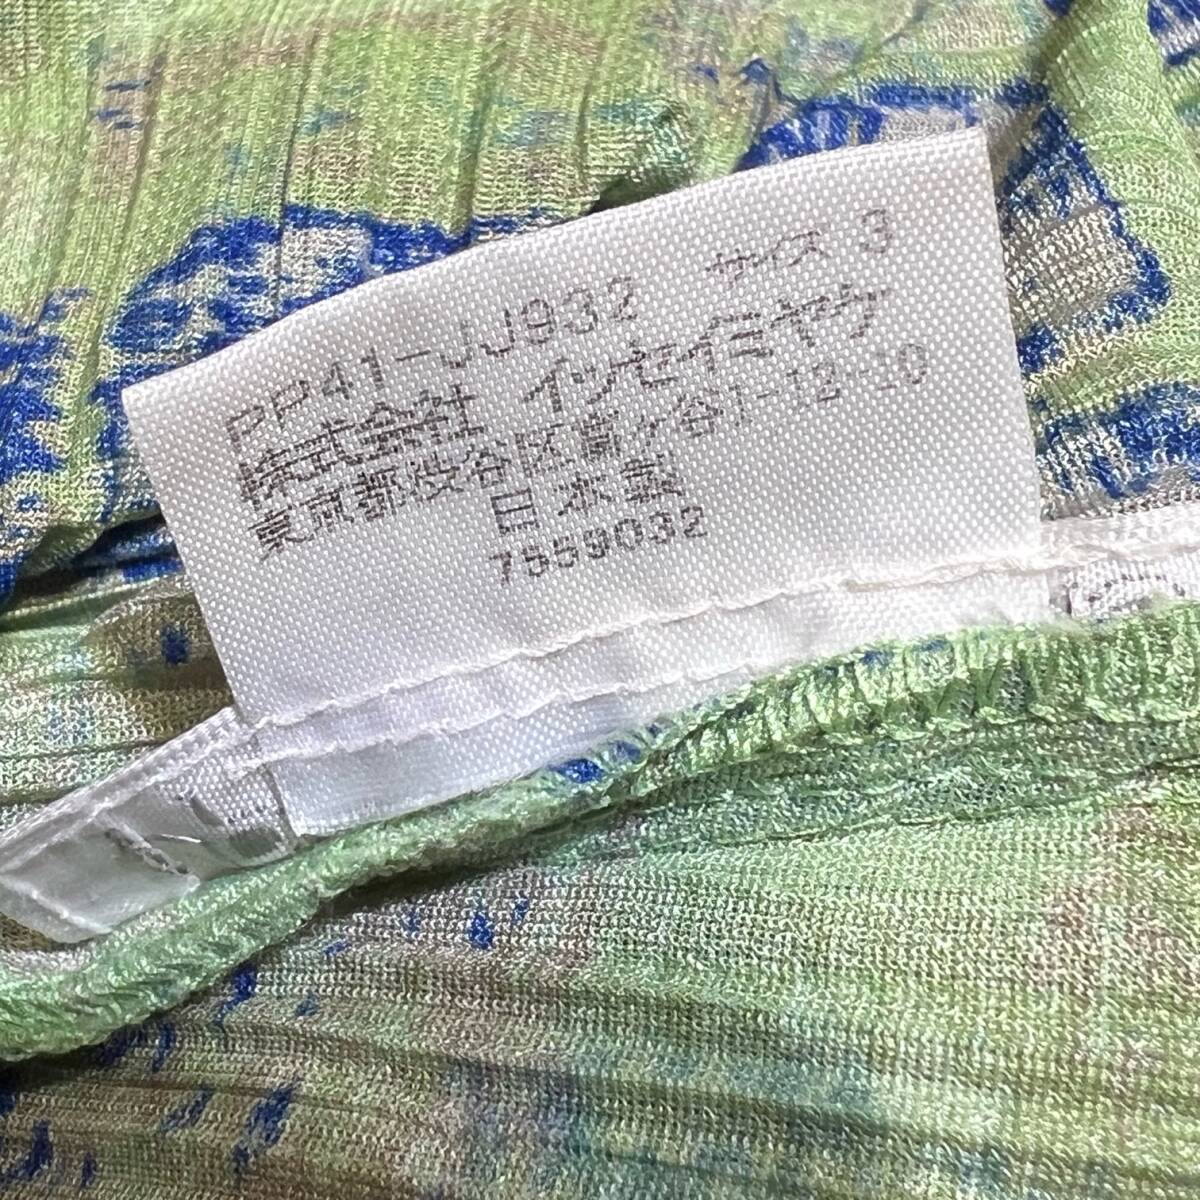 PP41-JJ932 サイズ 3
株式会社 イッセイミヤケ
東京都渋谷区富ヶ谷1-12-10
日本製
7559032